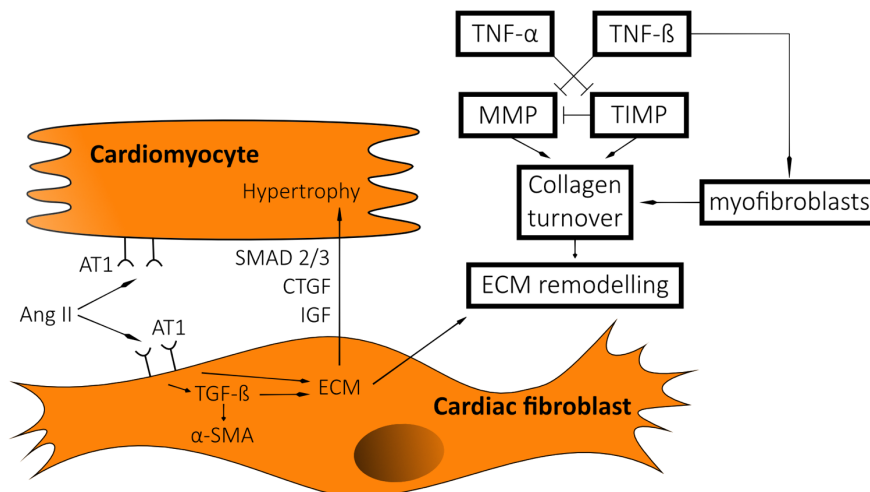 TNF-α
TNF-ß
MMP
TIMP
Cardiomyocyte
Hypertrophy
Collagen
turnover
myofibroblasts
AT1
SMAD 2/3
CTGF
IGF
ECM remodelling
Ang II
AT1
TGF-ß
ECM
α-SMA
Cardiac fibroblast